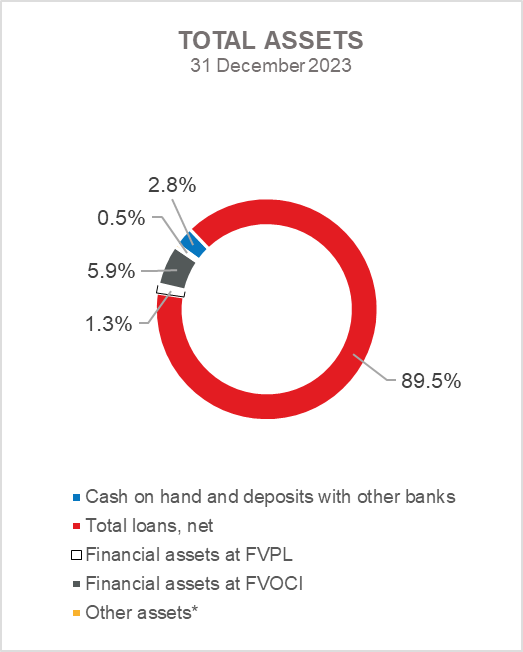 TOTAL ASSETS
31 December 2023
2.8%
0.5%
5.9%
1.3%
89.5%
Cash on hand and deposits with other banks
Total loans, net
Financial assets at FVPL
Financial assets at FVOCI
Other assets*